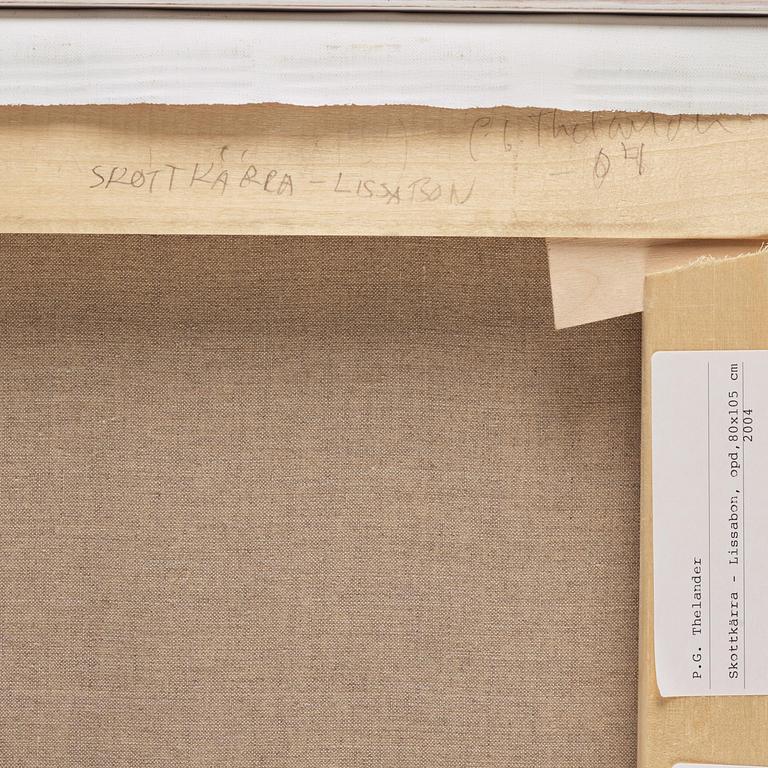 P.G. Thelander
SKOTTKÄRRA - LISSABON
- 04
P.G. Thelander
Skottkärra - Lissabon, opd, 80x105 cm
2004